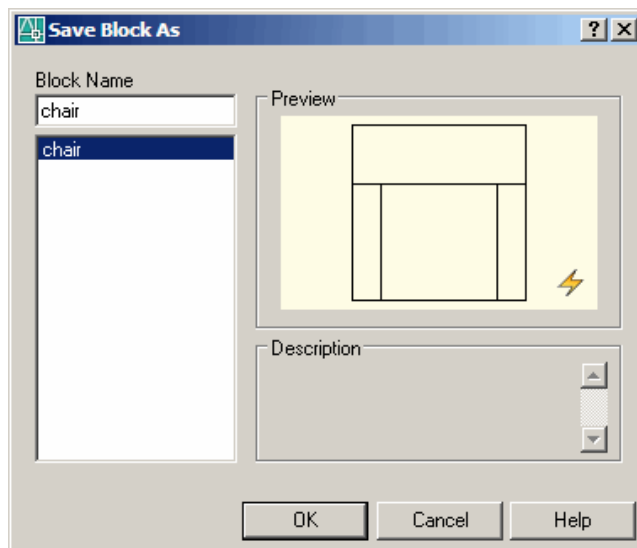 Save Block As
Block Name
chair
chair
Preview
Description
OK
Cancel
Help